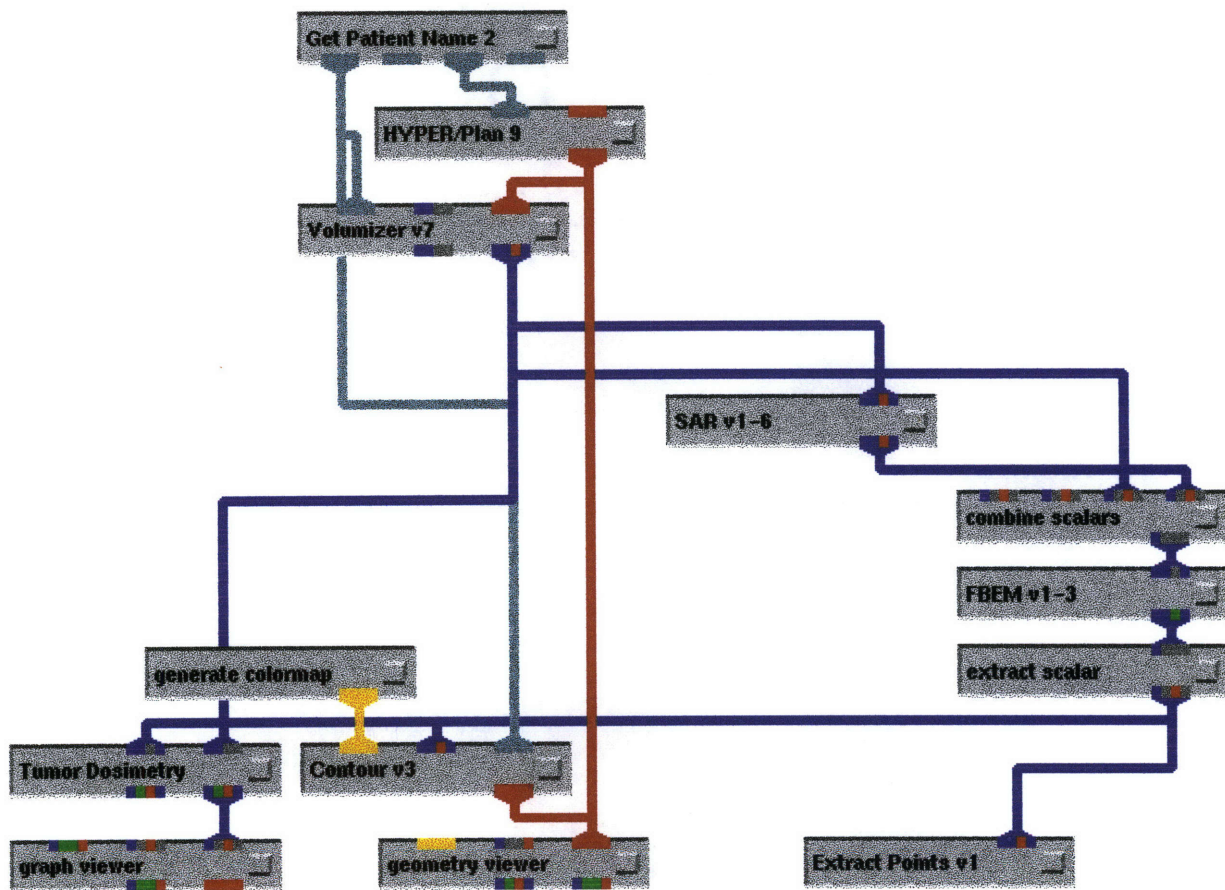 Get Patient Name 2
HYPER/Plan 9
Volumizer v7
SAR v1-6
combine scalars
FBEM v1-3
generate colormap
extract scalar
Tumor Dosimetry
Contour v3
graph viewer
geometry viewer
Extract Points v1